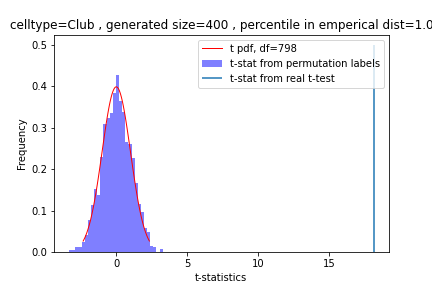 celltype=Club , generated size=400 , percentile in emperical dist=1.0
t pdf, df=798
t-stat from permutation labels
t-stat from real t-test
Frequency
0.5
0.4
0.3
0.2
0.1
0.0
0 5 10 15
t-statistics